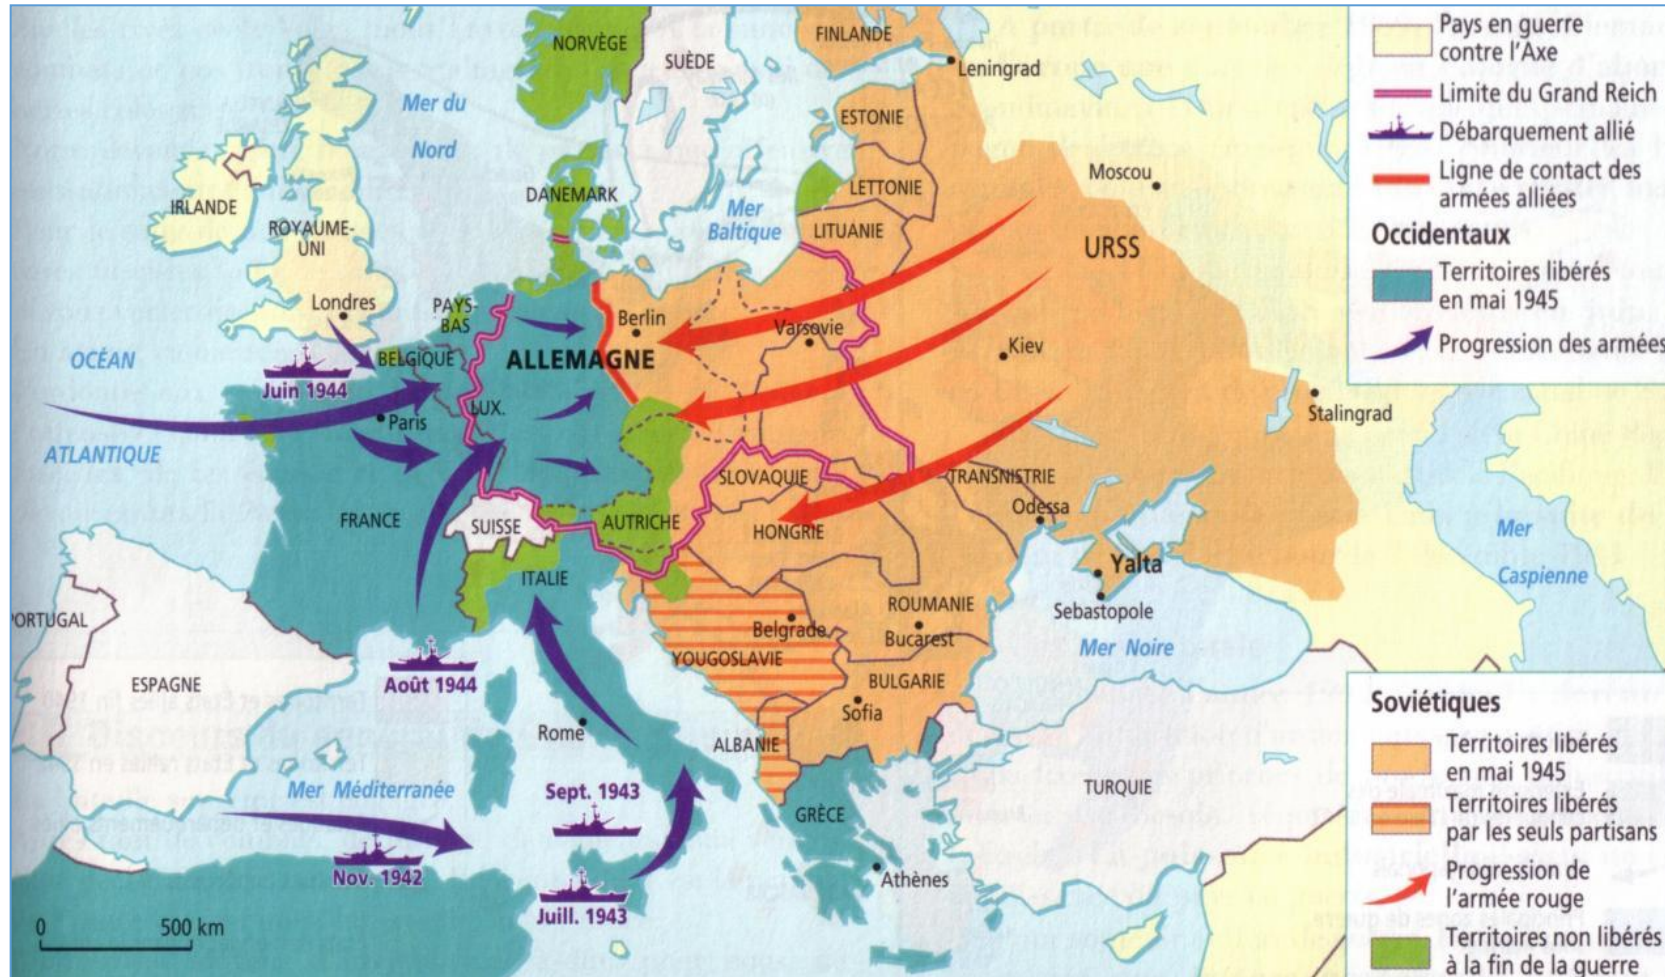 NORVÈGE
SUÈDE
FINLANDE
Leningrad
Mer du
Nord
ESTONIE
LETTONIE
LITUANIE
Moscou
URSS
IRLANDE
ROYAUME-
UNI
Londres
DANEMARK
Mer
Baltique
PAYS-
BAS
BELGIQUE
Berlin
ALLEMAGNE
Varsovie
Kiev
Stalingrad
OCÉAN
ATLANTIQUE
Juin 1944
Paris
LUX.
FRANCE
SUISSE
AUTRICHE
SLOVAQUIE
HONGRIE
TRANSNISTRIE
Odessa
Yalta
Sebastopole
Mer
Caspienne
ITALIE
ROUMANIE
Bucarest
Belgrade
YOUGOSLAVIE
BULGARIE
Sofia
Mer Noire
PORTUGAL
ESPAGNE
Août 1944
Rome
ALBANIE
Mer Méditerranée
Sept. 1943
GRÈCE
TURQUIE
Nov. 1942
Juill. 1943
Athènes
0
500 km
Pays en guerre
contre l'Axe
Limite du Grand Reich
Débarquement allié
Ligne de contact des
armées alliées
Occidentaux
Territoires libérés
en mai 1945
Progression des armées
Soviétiques
Territoires libérés
en mai 1945
Territoires libérés
par les seuls partisans
Progression de
l'armée rouge
Territoires non libérés
à la fin de la guerre